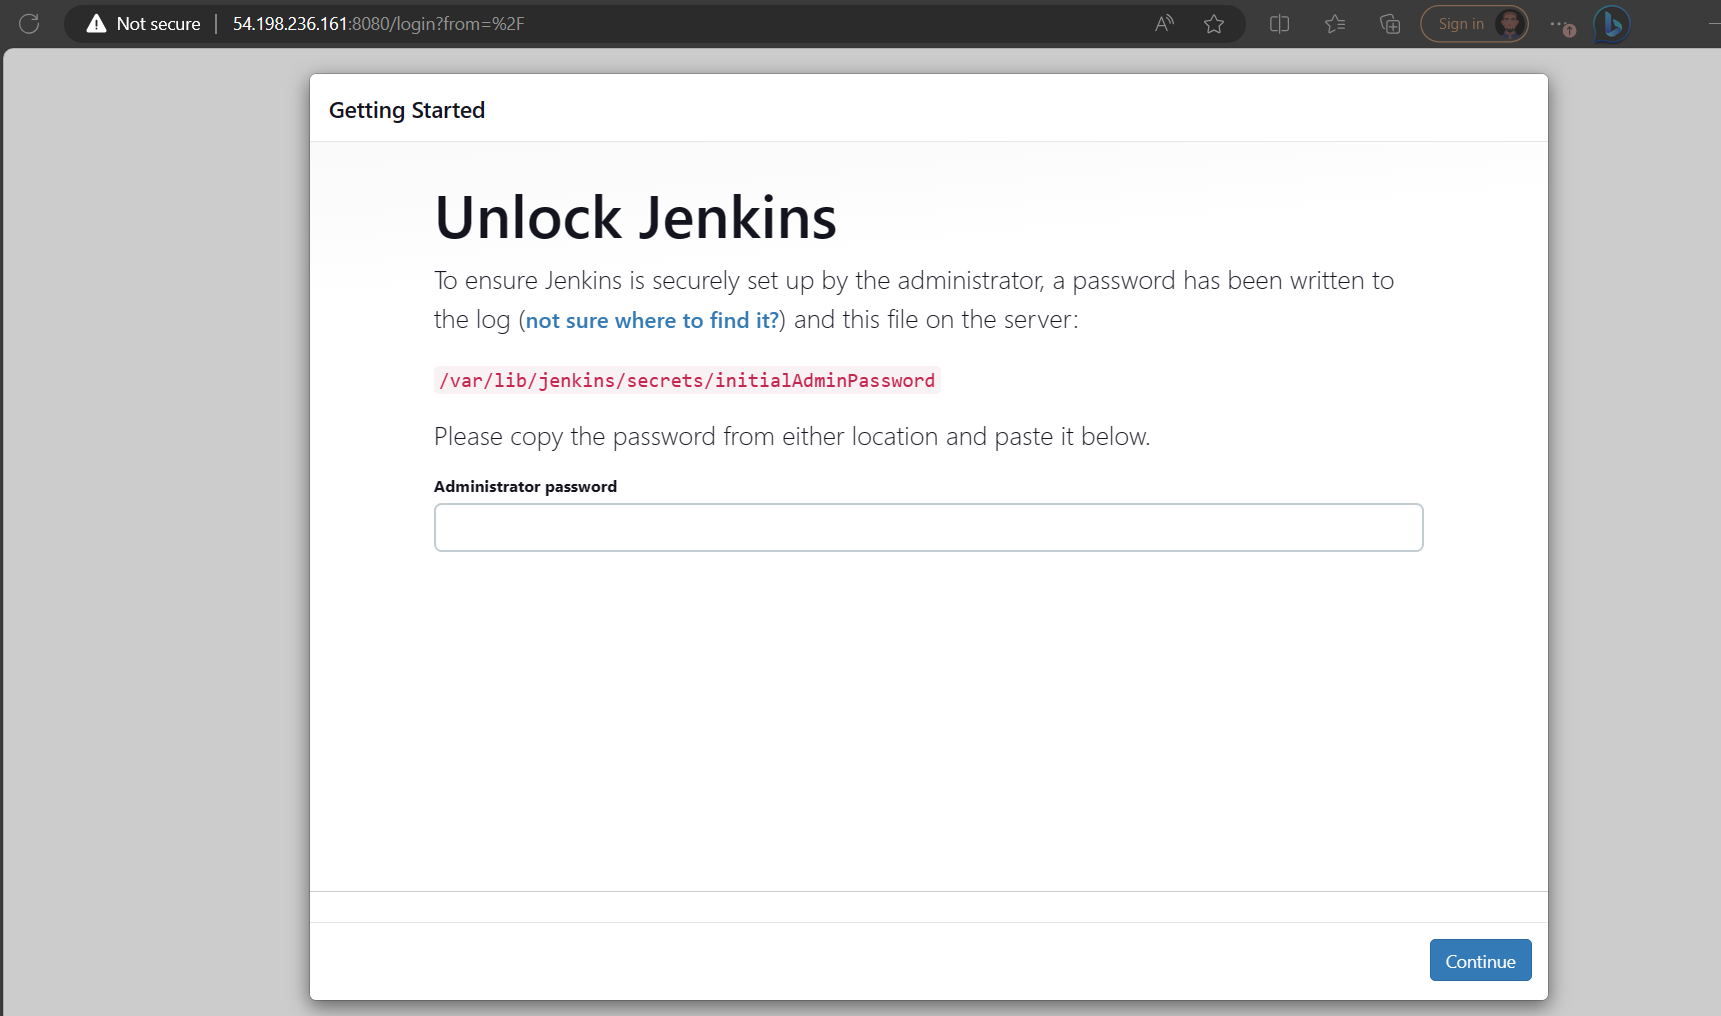 Not secure | 54.198.236.161:8080/login?from=%2F
Sign in
Getting Started
Unlock Jenkins
To ensure Jenkins is securely set up by the administrator, a password has been written to
the log (not sure where to find it?) and this file on the server:
/var/lib/jenkins/secrets/initialAdminPassword
Please copy the password from either location and paste it below.
Administrator password
Continue